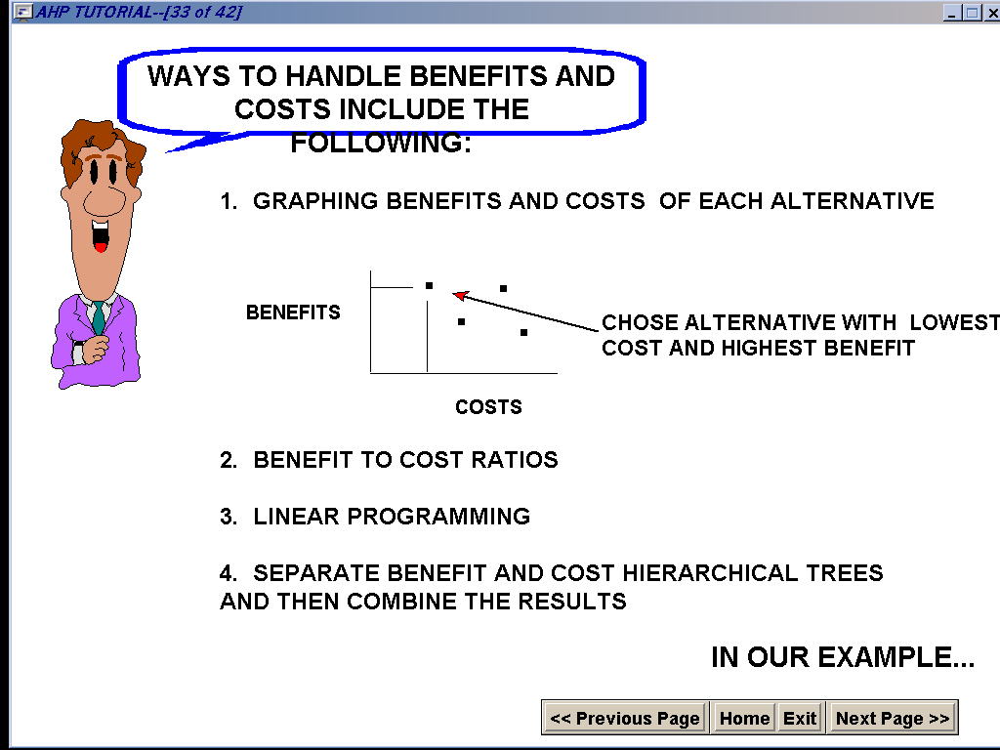 AHP TUTORIAL--[33 of 42]
WAYS TO HANDLE BENEFITS AND
COSTS INCLUDE THE
FOLLOWING:
1. GRAPHING BENEFITS AND COSTS OF EACH ALTERNATIVE
BENEFITS
CHOSE ALTERNATIVE WITH LOWEST
COST AND HIGHEST BENEFIT
COSTS
2. BENEFIT TO COST RATIOS
3. LINEAR PROGRAMMING
4. SEPARATE BENEFIT AND COST HIERARCHICAL TREES
AND THEN COMBINE THE RESULTS
IN OUR EXAMPLE...
<< Previous Page Home Exit Next Page >>